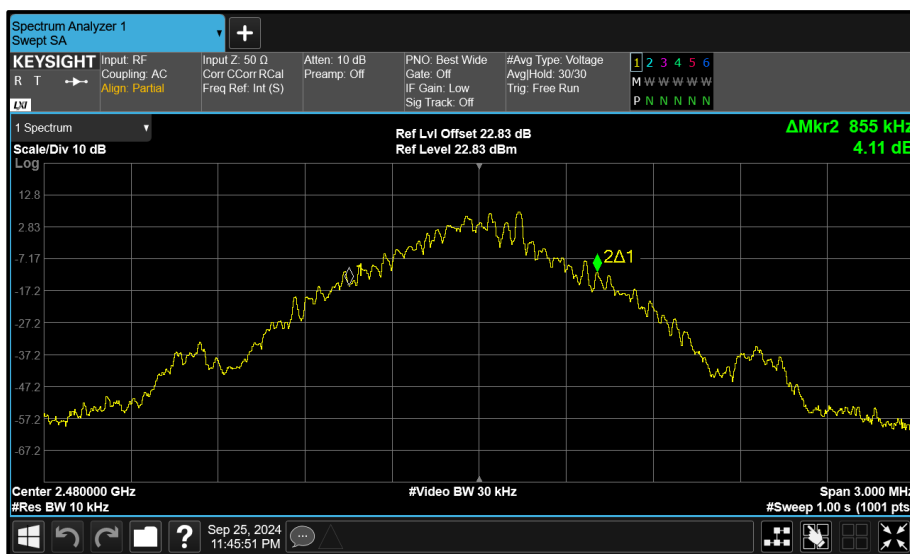 Spectrum Analyzer 1
Swept SA
+
KEYSIGHT
R T
LXI
Input: RF
Coupling: AC
Align: Partial
Input Z: 50 Ω
Corr CCorr RCal
Freq Ref: Int (S)
Atten: 10 dB
Preamp: Off
PNO: Best Wide
Gate: Off
IF Gain: Low
Sig Track: Off
#Avg Type: Voltage
Avg|Hold: 30/30
Trig: Free Run
1 2 3 4 5 6
M W W W W W
P N N N N N
1 Spectrum
Scale/Div 10 dB
Ref Lvl Offset 22.83 dB
Ref Level 22.83 dBm
ΔMkr2 855 kHz
4.11 dB
Log
12.8
2.83
-7.17
-17.2
-27.2
-37.2
-47.2
-57.2
-67.2
1
2Δ1
Center 2.480000 GHz
#Res BW 10 kHz
#Video BW 30 kHz
Span 3.000 MHz
#Sweep 1.00 s (1001 pts
?
Sep 25, 2024
11:45:51 PM